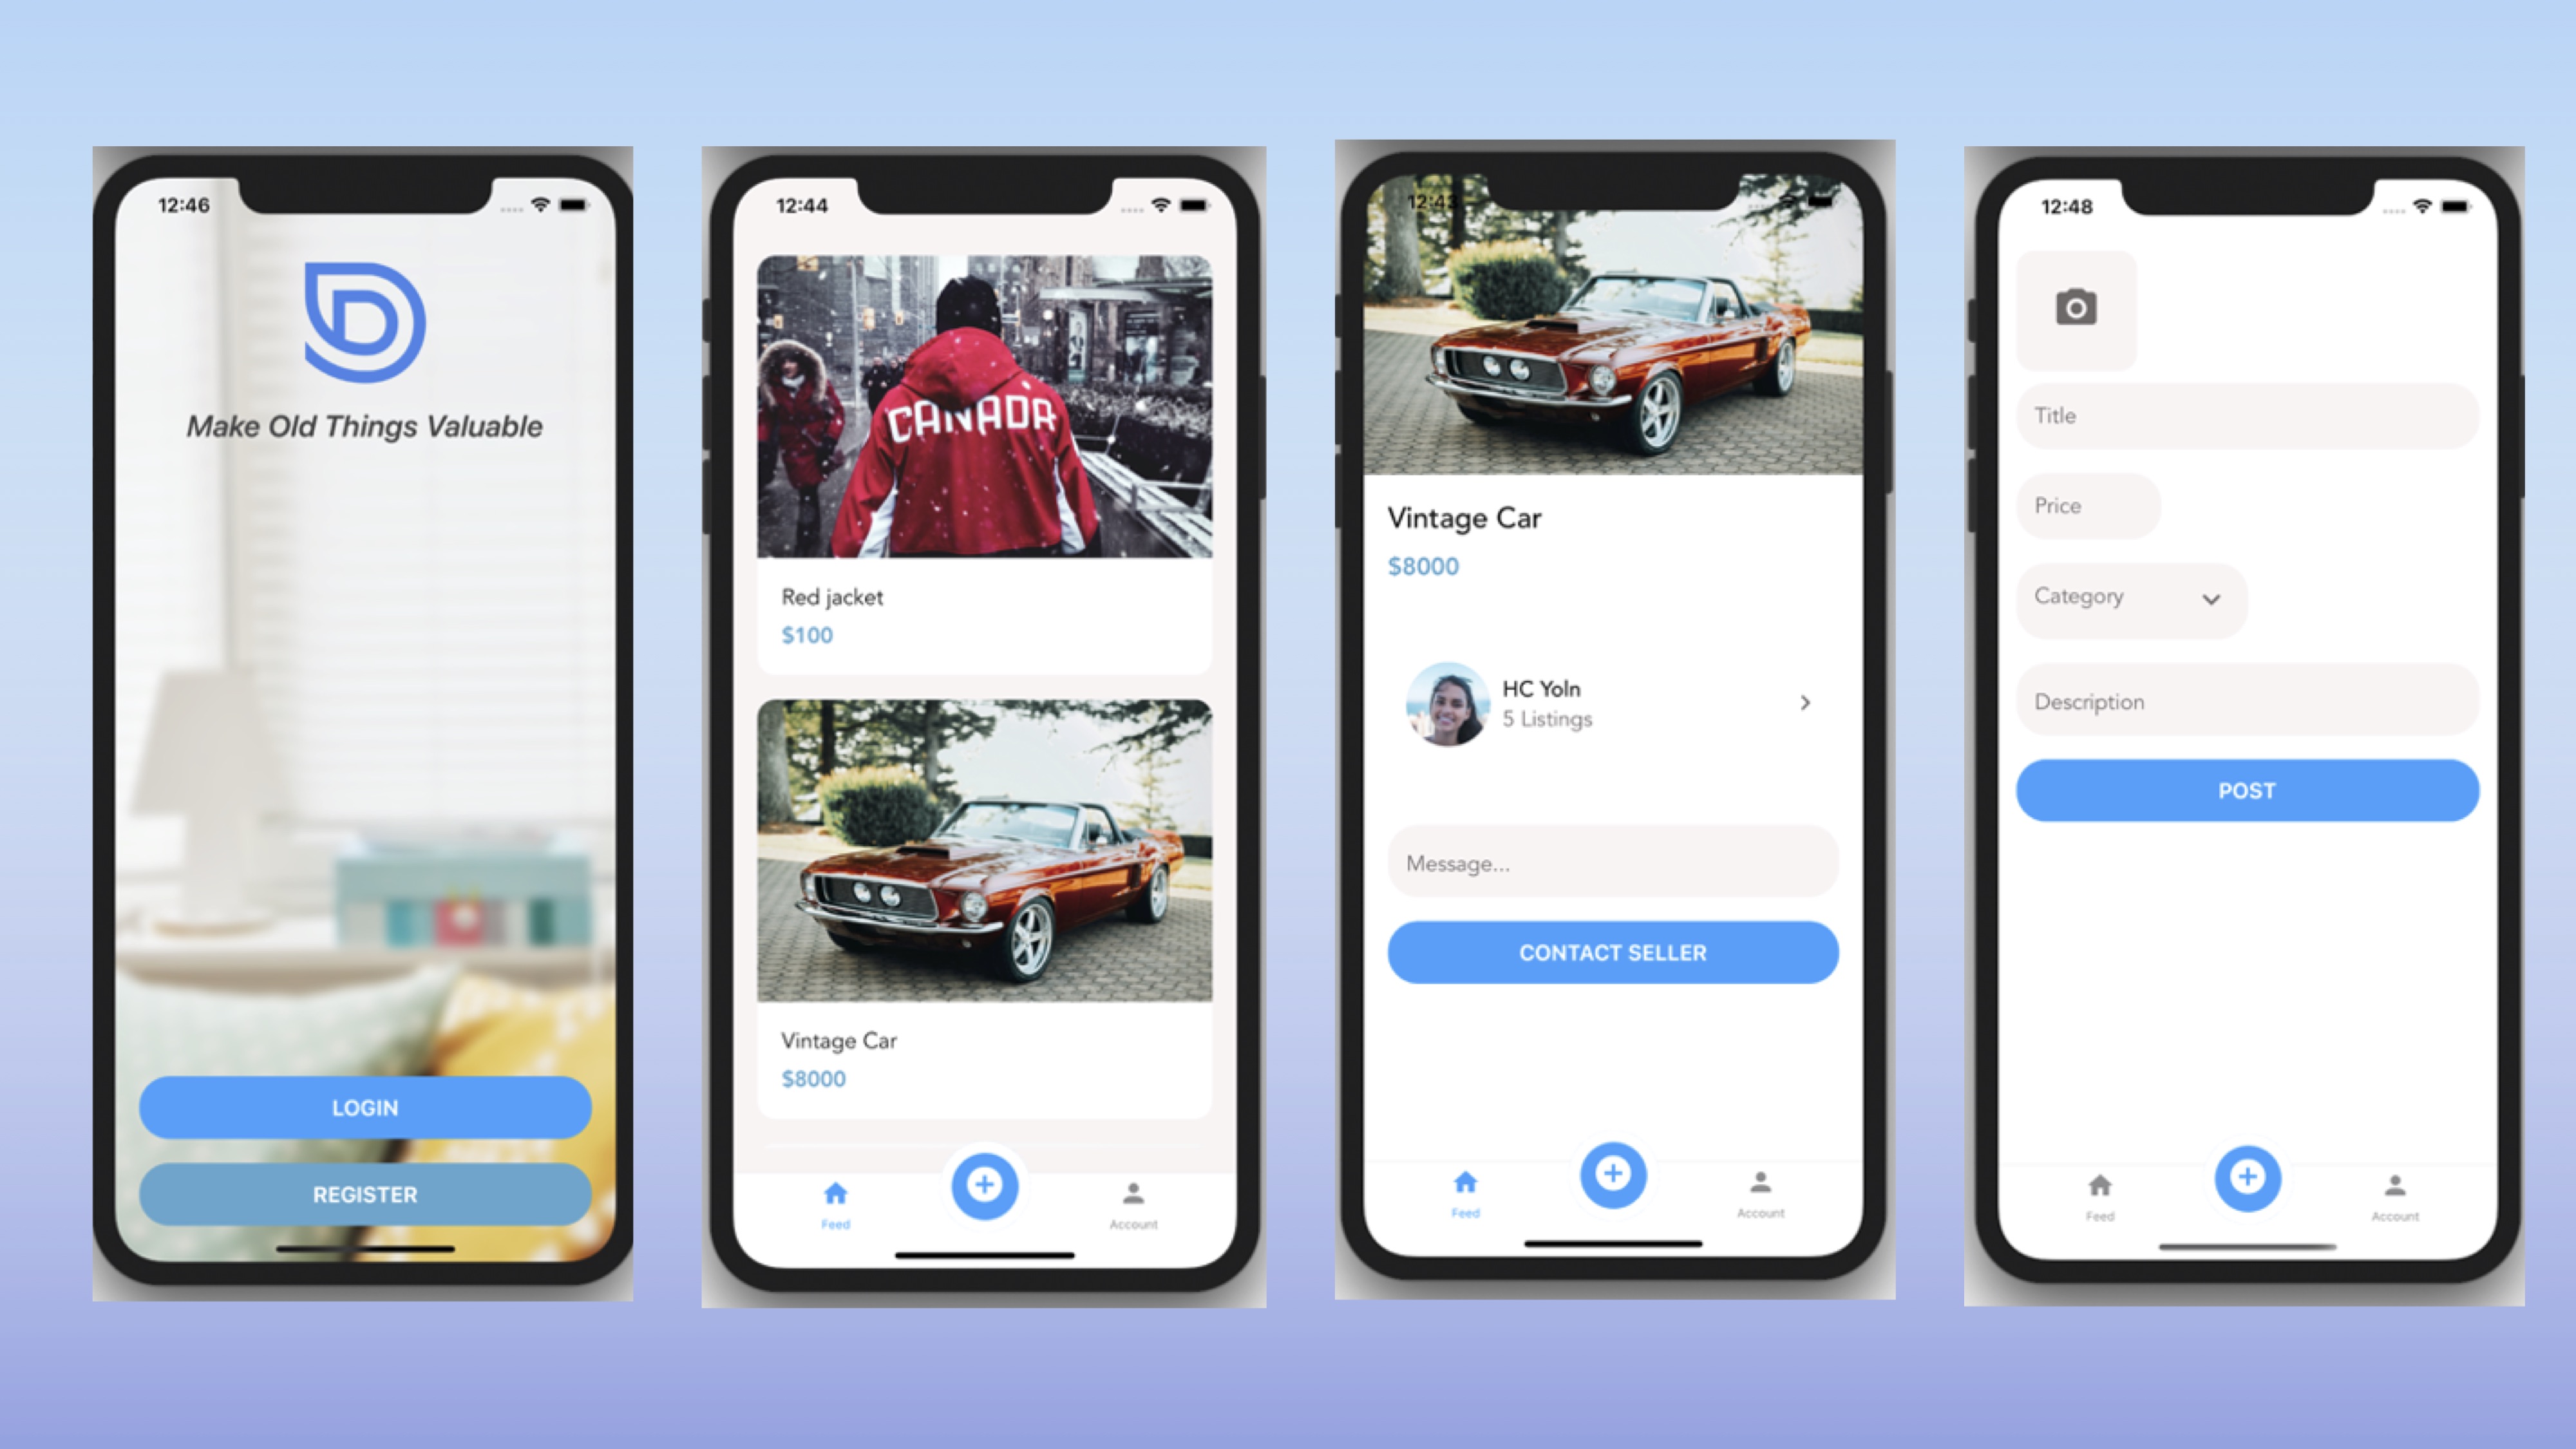 12:46
Make Old Things Valuable
LOGIN
REGISTER
12:44
CANADA
Red jacket
$100
Vintage Car
$8000
Feed
Account
12:43
Vintage Car
$8000
HC Yoln
5 Listings
Message...
CONTACT SELLER
Feed
Account
12:48
Title
Price
Category
Description
POST
Feed
Account